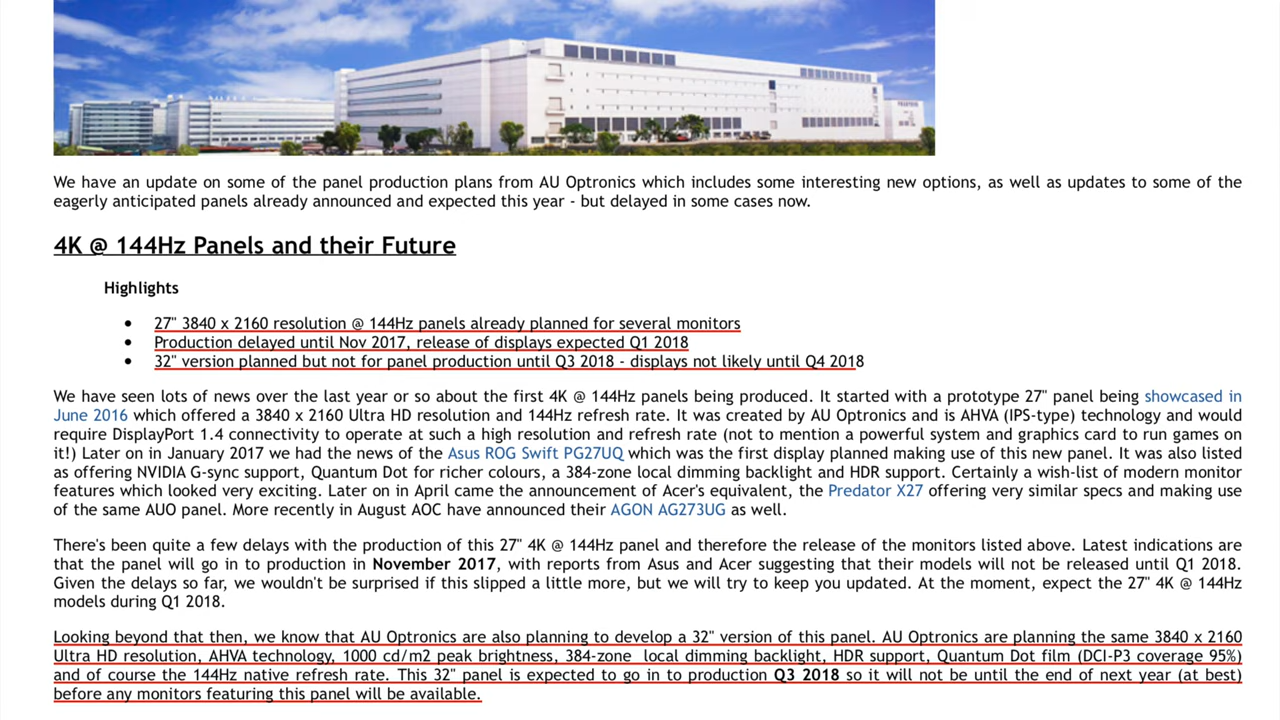 We have an update on some of the panel production plans from AU Optronics which includes some interesting new options, as well as updates to some of the
eagerly anticipated panels already announced and expected this year - but delayed in some cases now.
4K @ 144Hz Panels and their Future
Highlights
• 27" 3840 x 2160 resolution @ 144Hz panels already planned for several monitors
• Production delayed until Nov 2017, release of displays expected Q1 2018
• 32" version planned but not for panel production until Q3 2018 - displays not likely until Q4 2018
We have seen lots of news over the last year or so about the first 4K @ 144Hz panels being produced. It started with a prototype 27" panel being showcased in
June 2016 which offered a 3840 x 2160 Ultra HD resolution and 144Hz refresh rate. It was created by AU Optronics and is AHVA (IPS-type) technology and would
require DisplayPort 1.4 connectivity to operate at such a high resolution and refresh rate (not to mention a powerful system and graphics card to run games on
it!) Later on in January 2017 we had the news of the Asus ROG Swift PG27UQ which was the first display planned making use of this new panel. It was also listed
as offering NVIDIA G-sync support, Quantum Dot for richer colours, a 384-zone local dimming backlight and HDR support. Certainly a wish-list of modern monitor
features which looked very exciting. Later on in April came the announcement of Acer's equivalent, the Predator X27 offering very similar specs and making use
of the same AUO panel. More recently in August AOC have announced their AGON AG273UG as well.
There's been quite a few delays with the production of this 27" 4K @ 144Hz panel and therefore the release of the monitors listed above. Latest indications are
that the panel will go in to production in November 2017, with reports from Asus and Acer suggesting that their models will not be released until Q1 2018.
Given the delays so far, we wouldn't be surprised if this slipped a little more, but we will try to keep you updated. At the moment, expect the 27" 4K @ 144Hz
models during Q1 2018.
Looking beyond that then, we know that AU Optronics are also planning to develop a 32" version of this panel. AU Optronics are planning the same 3840 x 2160
Ultra HD resolution, AHVA technology, 1000 cd/m2 peak brightness, 384-zone local dimming backlight, HDR support, Quantum Dot film (DCI-P3 coverage 95%)
and of course the 144Hz native refresh rate. This 32" panel is expected to go in to production Q3 2018 so it will not be until the end of next year (at best)
before any monitors featuring this panel will be available.